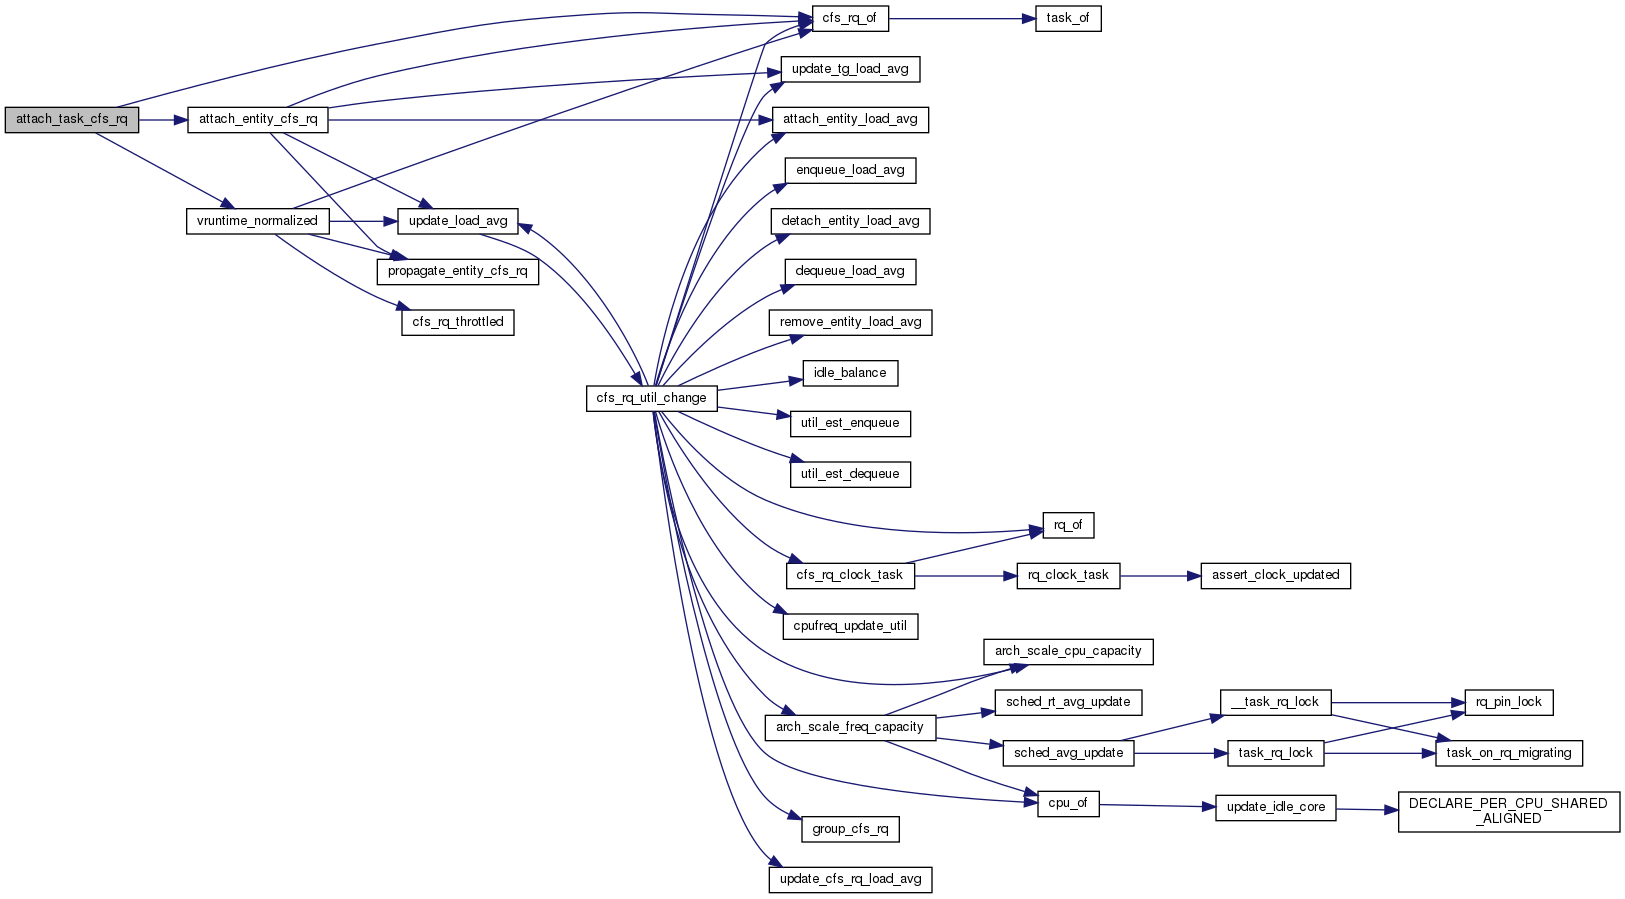 cfs_rq_of
task_of
update_tg_load_avg
attach_task_cfs_rq
attach_entity_cfs_rq
attach_entity_load_avg
enqueue_load_avg
vruntime_normalized
update_load_avg
detach_entity_load_avg
propagate_entity_cfs_rq
dequeue_load_avg
cfs_rq_throttled
remove_entity_load_avg
idle_balance
cfs_rq_util_change
util_est_enqueue
util_est_dequeue
rq_of
cfs_rq_clock_task
rq_clock_task
assert_clock_updated
cpufreq_update_util
arch_scale_cpu_capacity
sched_rt_avg_update
__task_rq_lock
rq_pin_lock
arch_scale_freq_capacity
sched_avg_update
task_rq_lock
task_on_rq_migrating
cpu_of
update_idle_core
DECLARE_PER_CPU_SHARED
_ALIGNED
group_cfs_rq
update_cfs_rq_load_avg